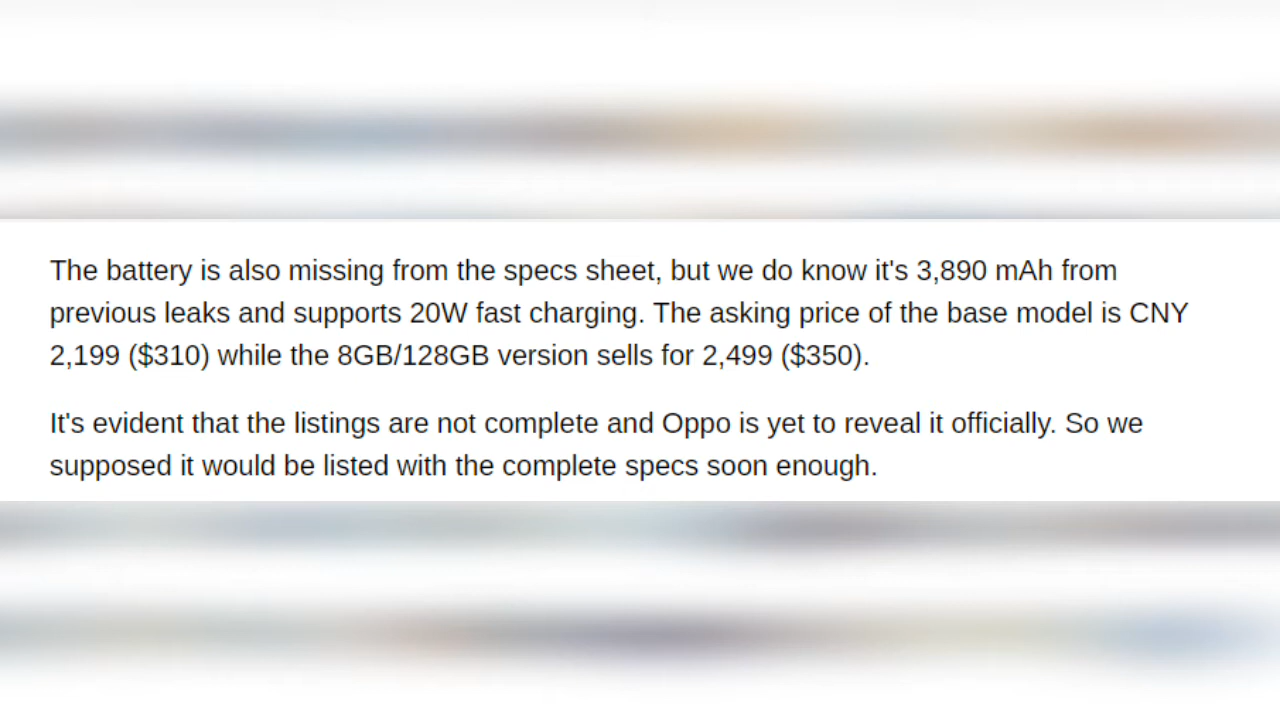 The battery is also missing from the specs sheet, but we do know it's 3,890 mAh from
previous leaks and supports 20W fast charging. The asking price of the base model is CNY
2,199 ($310) while the 8GB/128GB version sells for 2,499 ($350).
It's evident that the listings are not complete and Oppo is yet to reveal it officially. So we
supposed it would be listed with the complete specs soon enough.